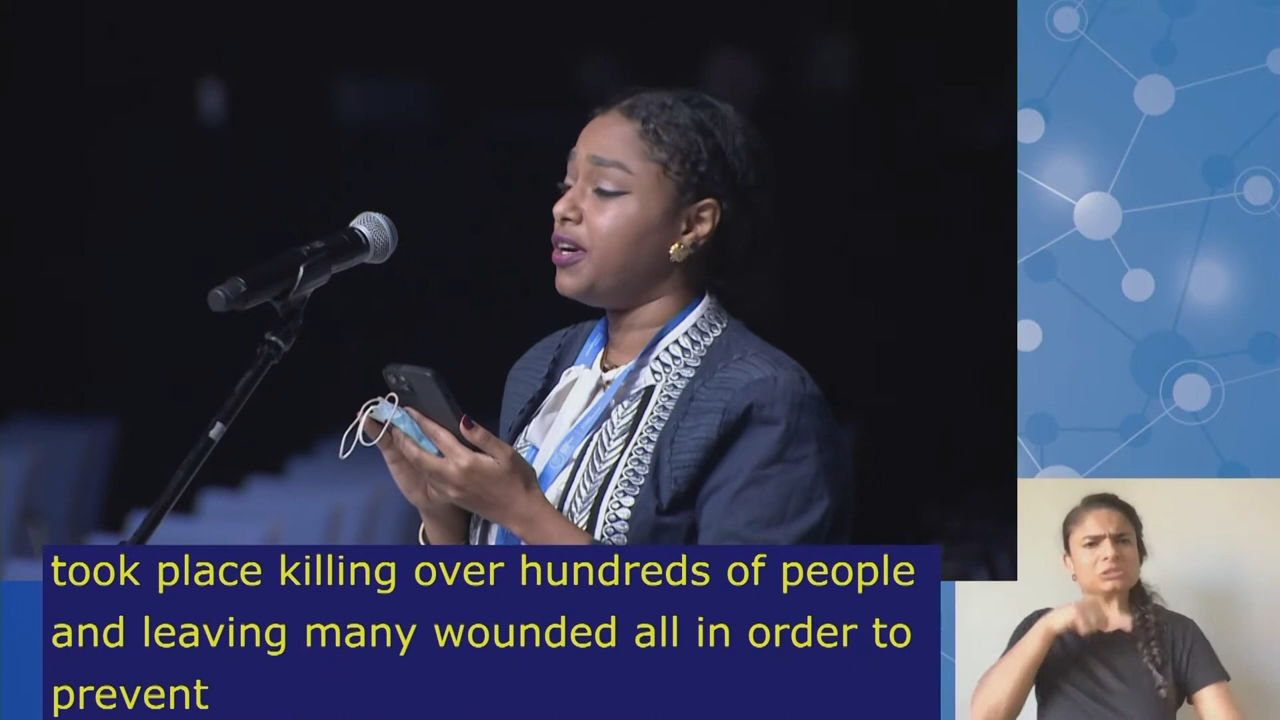 took place killing over hundreds of people
and leaving many wounded all in order to
prevent